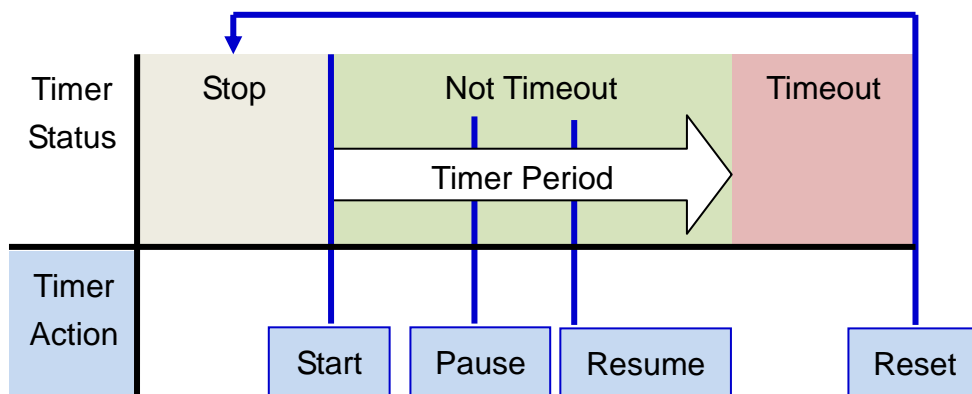 Timer
Status
Stop
Not Timeout
Timeout
Timer Period
Timer
Action
Start
Pause
Resume
Reset